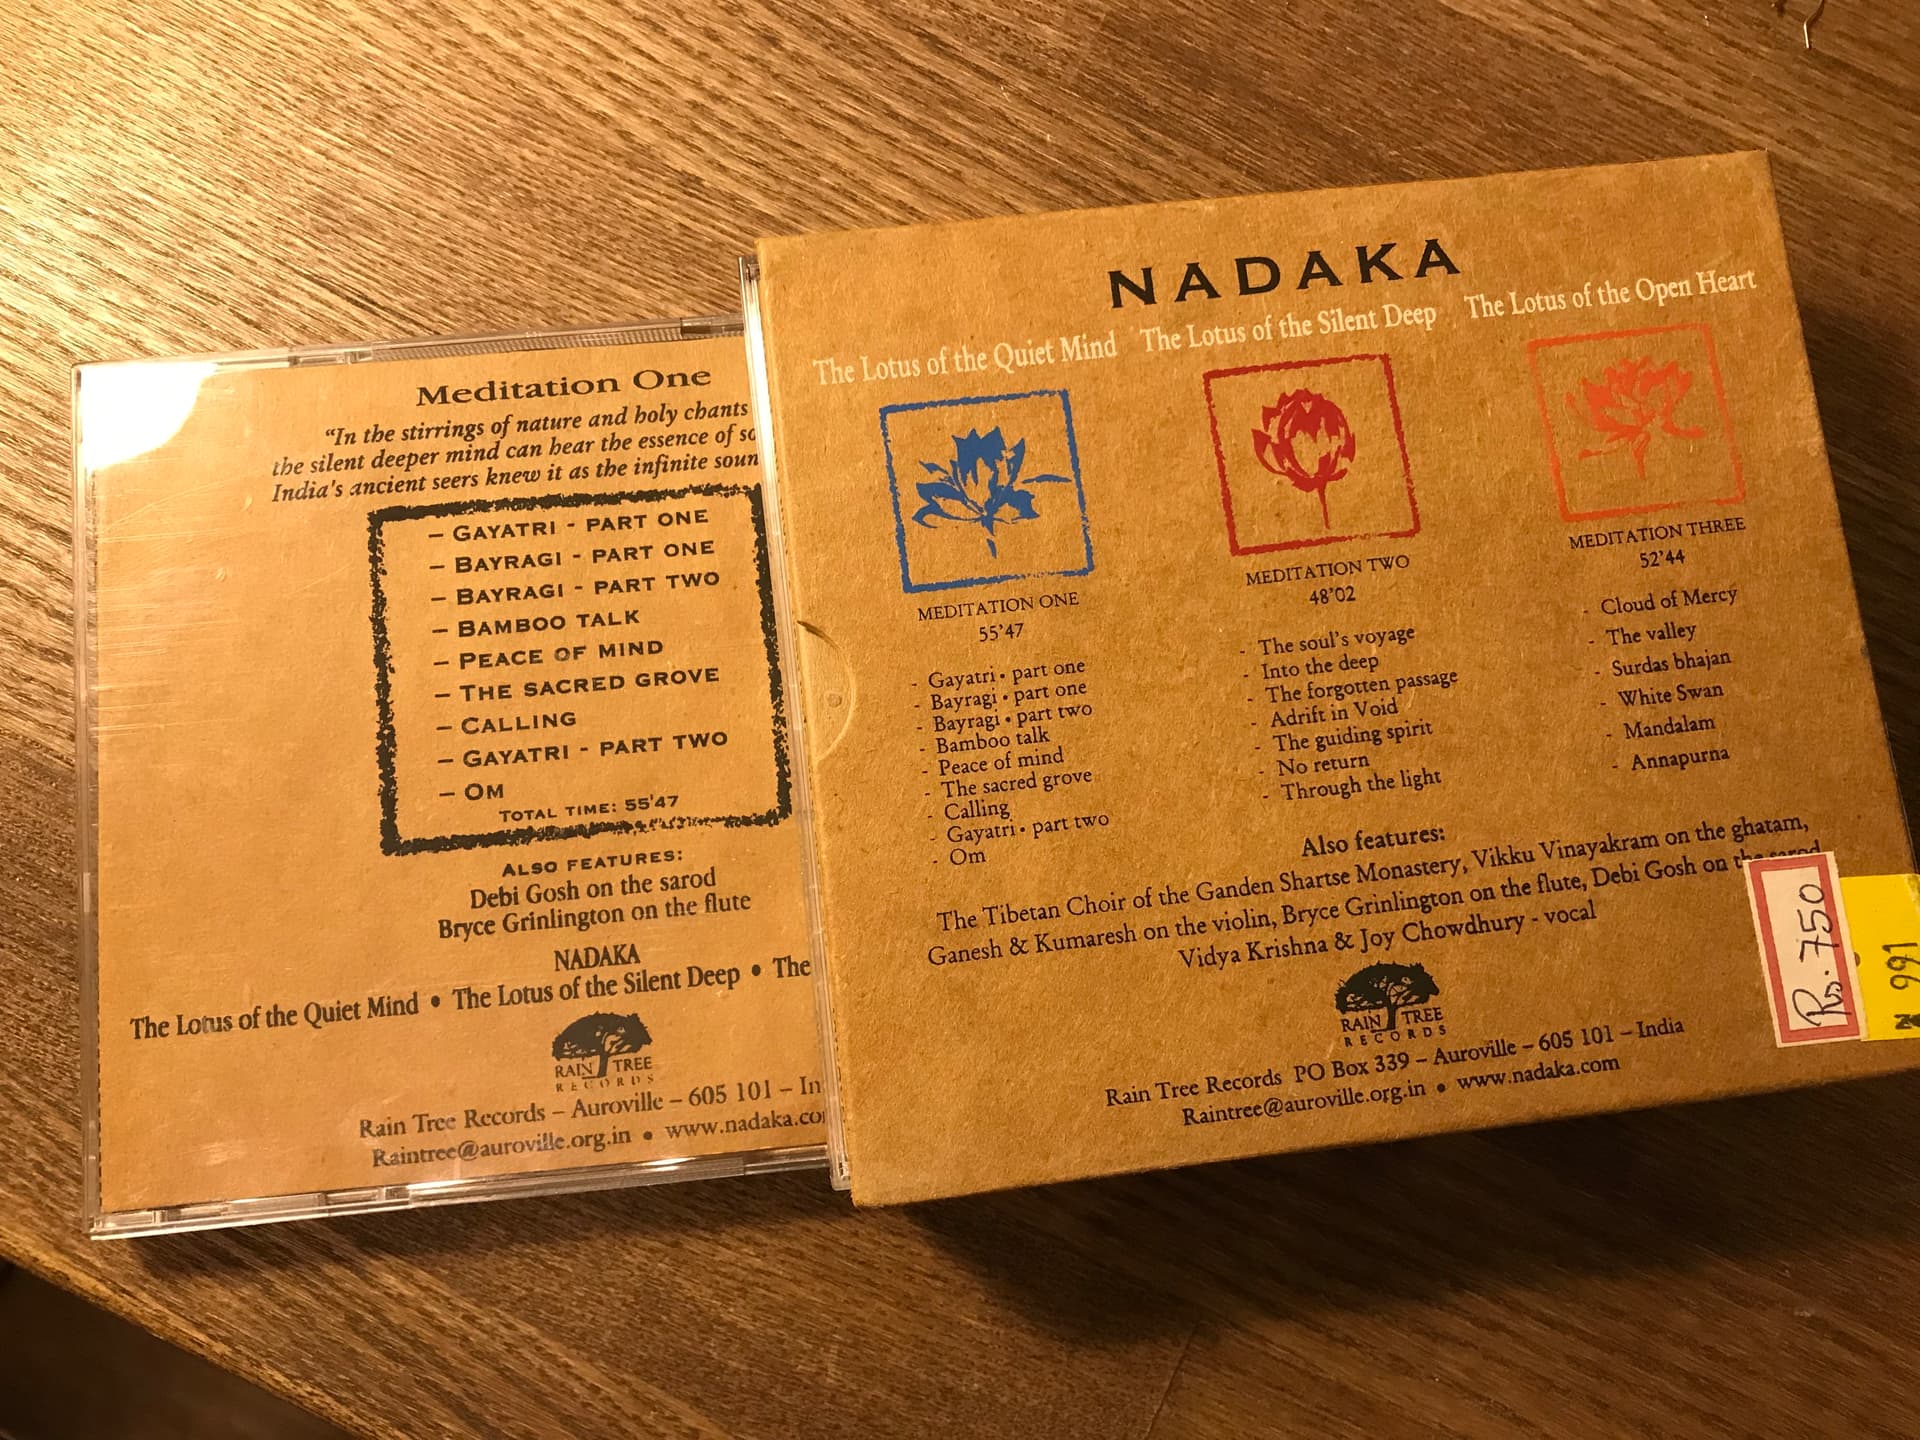 Meditation One
"In the stirrings of nature and holy chants
the silent deeper mind can hear the essence of
India's ancient seers knew it as the infinite
– GAYATRI - PART ONE
– BAYRAGI - PART ONE
– BAYRAGI - PART TWO
– BAMBOO TALK
– PEACE OF MIND
– THE SACRED GROVE
– CALLING
– GAYATRI - PART TWO
– OM
TOTAL TIME: 55'47
ALSO FEATURES:
Debi Gosh on the sarod
Bryce Grinlington on the flute
NADAKA
The Lotus of the Quiet Mind • The Lotus of the Silent Deep • The
RAIN TREE
RECORDS
Rain Tree Records – Auroville – 605 101 –
Raintree@auroville.org.in • www.nadaka.co
NADAKA
The Lotus of the Quiet Mind The Lotus of the Silent Deep The Lotus of the Open Heart
MEDITATION ONE
55'47
- Gayatri • part one
- Bayragi • part one
- Bayragi • part two
- Bamboo talk
- Peace of mind
- The sacred grove
- Calling
- Gayatri • part two
- Om
MEDITATION TWO
48'02
- The soul's voyage
- Into the deep
- The forgotten passage
- Adrift in Void
- The guiding spirit
- No return
- Through the light
MEDITATION THREE
52'44
- Cloud of Mercy
- The valley
- Surdas bhajan
- White Swan
- Mandalam
- Annapurna
Also features:
The Tibetan Choir of the Ganden Shartse Monastery, Vikku Vinayakram on the ghatam,
Ganesh & Kumaresh on the violin, Bryce Grinlington on the flute, Debi Gosh on the sarod
Vidya Krishna & Joy Chowdhury - vocal
RAIN TREE
RECORDS
Rain Tree Records PO Box 339 – Auroville – 605 101 – India
Raintree@auroville.org.in • www.nadaka.com
Rs. 750
991